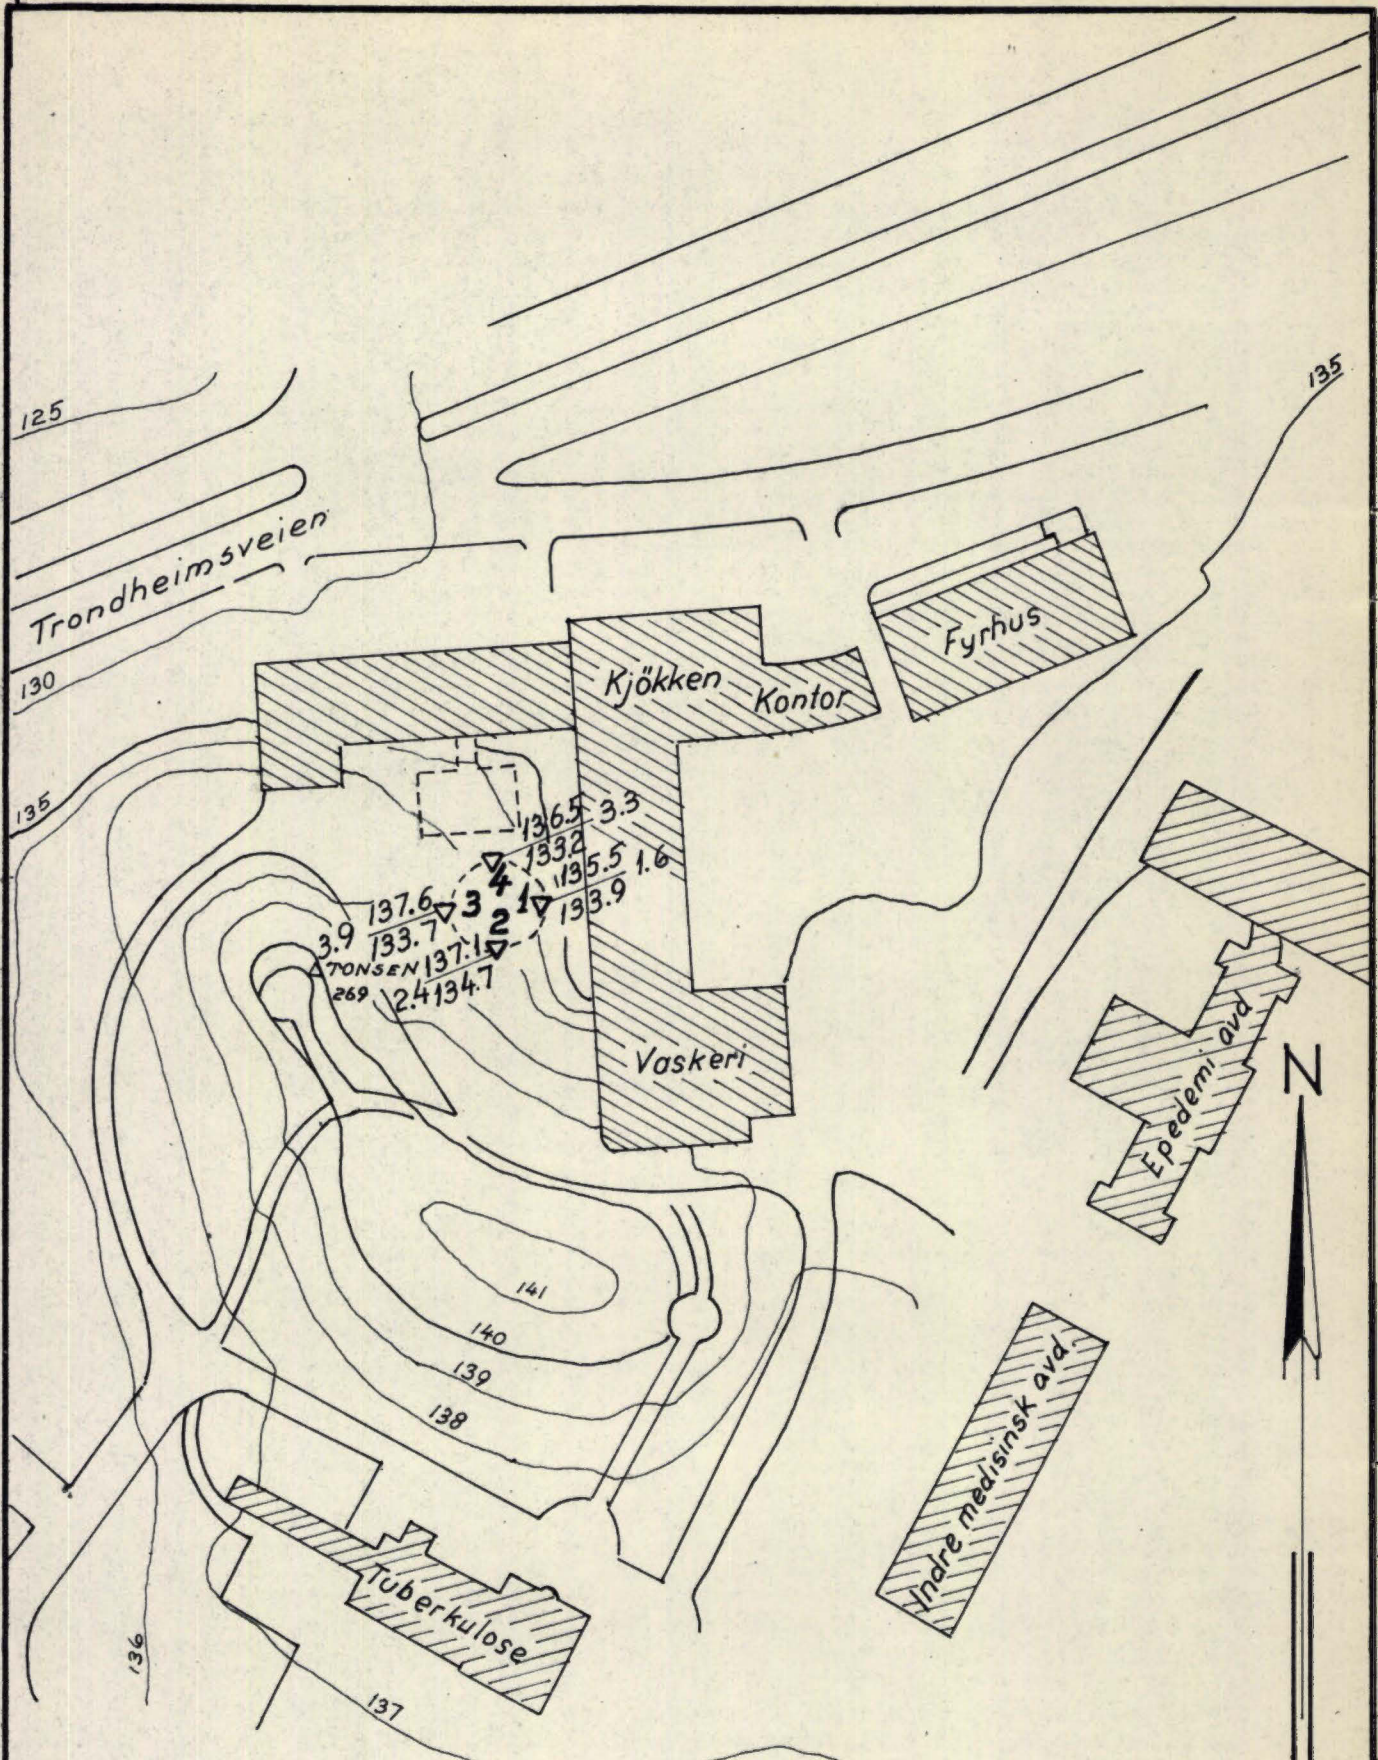 125
135
Trondheimsveien
130
Fyrhus
Kjökken
Kontor
135
136.5
3.3
133.2
4
135.5
1.6
133.9
1
137.6
3.9
133.7
3
2
137.1
2.4
134.7
TONSEN
269
Vaskeri
Epedemi avd
N
141
140
139
138
Indre medisinsk avd.
Tuberkulose
136
137